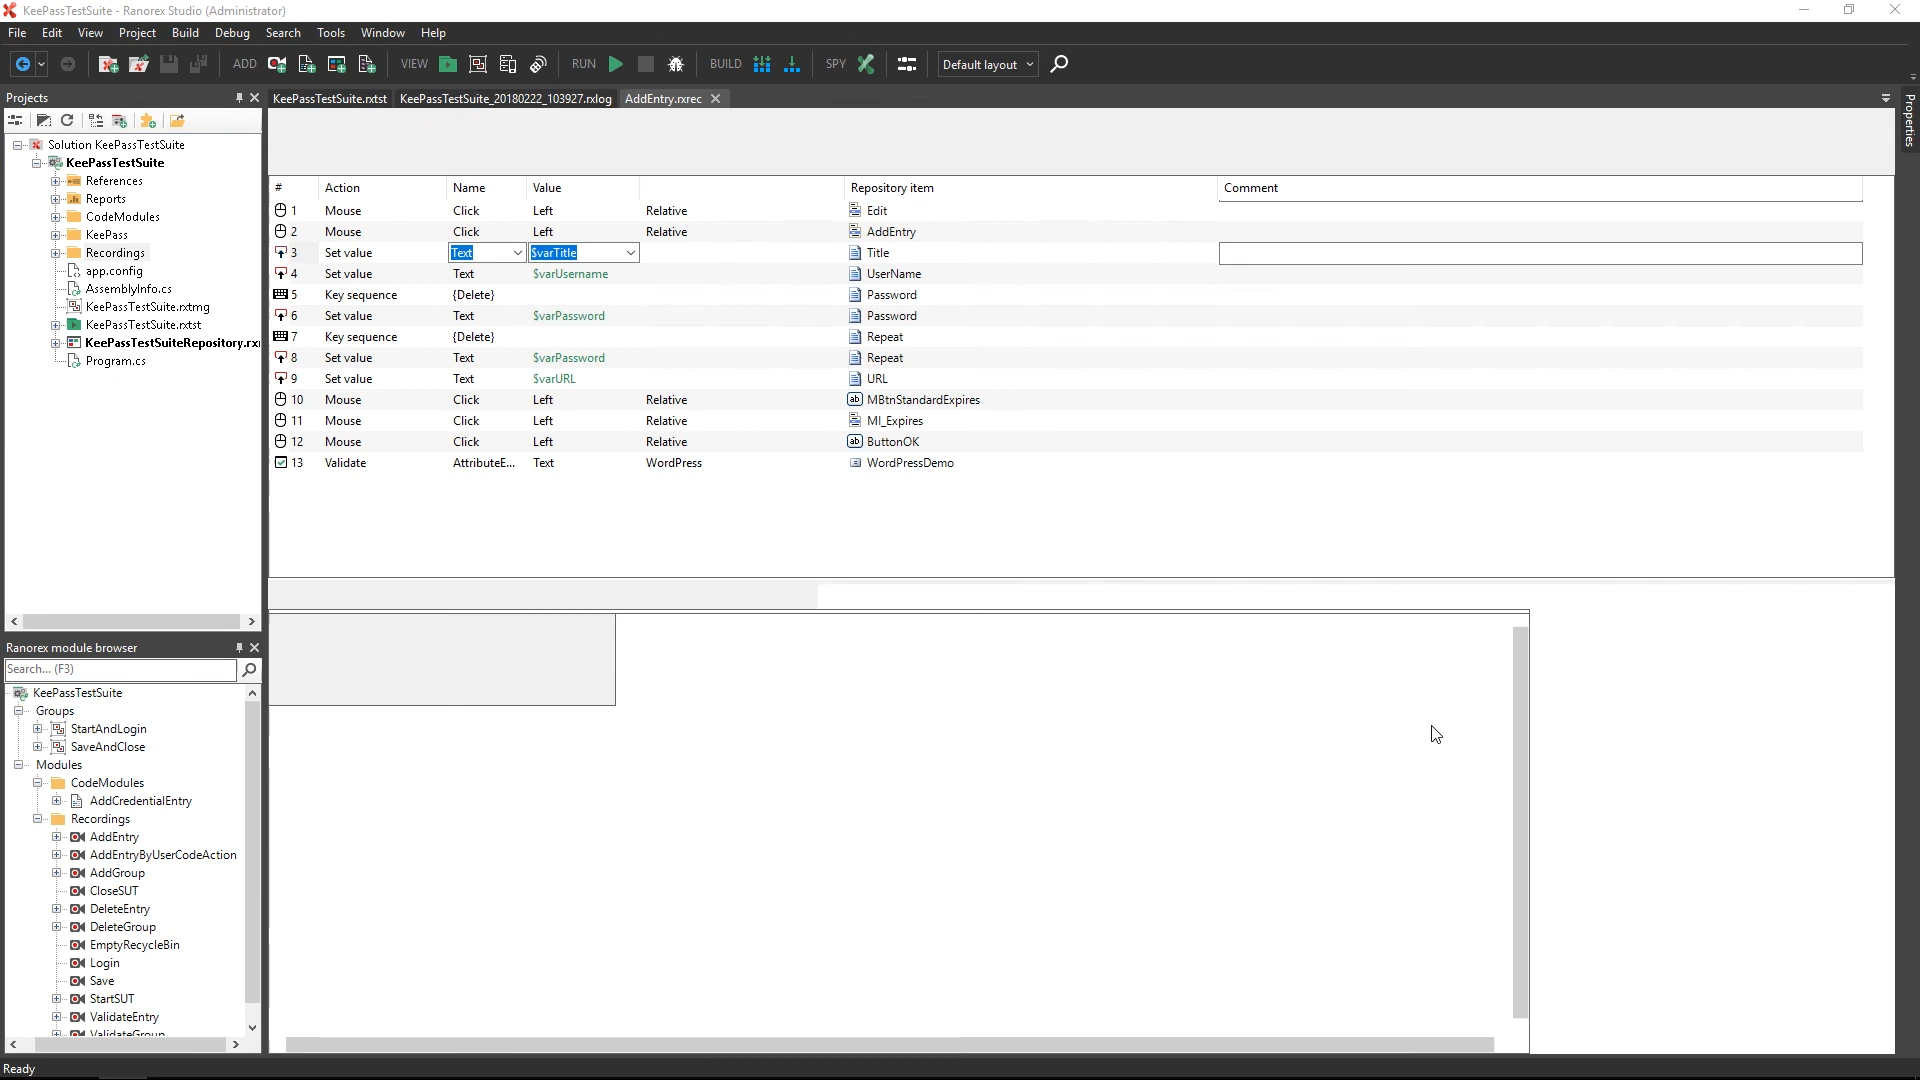 KeePassTestSuite - Ranorex Studio (Administrator)
File Edit View Project Build Debug Search Tools Window Help
ADD VIEW RUN BUILD SPY Default layout
Projects
KeePassTestSuite.rxtst KeePassTestSuite_20180222_103927.rxlog AddEntry.rxrec
Properties
Solution KeePassTestSuite
KeePassTestSuite
References
Reports
CodeModules
KeePass
Recordings
app.config
AssemblyInfo.cs
KeePassTestSuite.rxtmg
KeePassTestSuite.rxtst
KeePassTestSuiteRepository.rx
Program.cs
# Action Name Value Repository item Comment
1 Mouse Click Left Relative Edit
2 Mouse Click Left Relative AddEntry
3 Set value Text $varTitle Title
4 Set value Text $varUsername UserName
5 Key sequence {Delete} Password
6 Set value Text $varPassword Password
7 Key sequence {Delete} Repeat
8 Set value Text $varPassword Repeat
9 Set value Text $varURL URL
10 Mouse Click Left Relative MBtnStandardExpires
11 Mouse Click Left Relative MI_Expires
12 Mouse Click Left Relative ButtonOK
13 Validate AttributeE... Text WordPress WordPressDemo
Ranorex module browser
Search... (F3)
KeePassTestSuite
Groups
StartAndLogin
SaveAndClose
Modules
CodeModules
AddCredentialEntry
Recordings
AddEntry
AddEntryByUserCodeAction
AddGroup
CloseSUT
DeleteEntry
DeleteGroup
EmptyRecycleBin
Login
Save
StartSUT
ValidateEntry
ValidateGroup
Ready